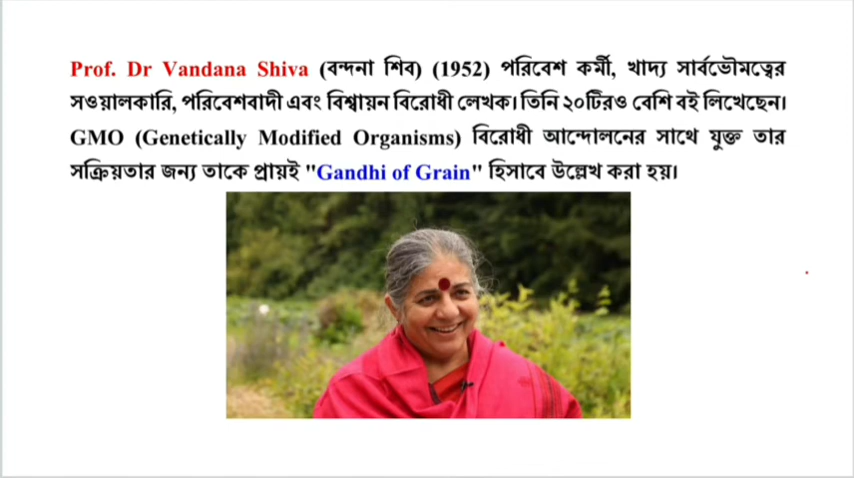 Prof. Dr Vandana Shiva (বন্দনা শিব) (1952) পরিবেশ কর্মী, খাদ্য সার্বভৌমত্বের
সওয়ালকারি, পরিবেশবাদী এবং বিশ্বায়ন বিরোধী লেখক। তিনি ২০টিরও বেশি বই লিখেছেন।
GMO (Genetically Modified Organisms) বিরোধী আন্দোলনের সাথে যুক্ত তার
সক্রিয়তার জন্য তাকে প্রায়ই "Gandhi of Grain" হিসাবে উল্লেখ করা হয়।